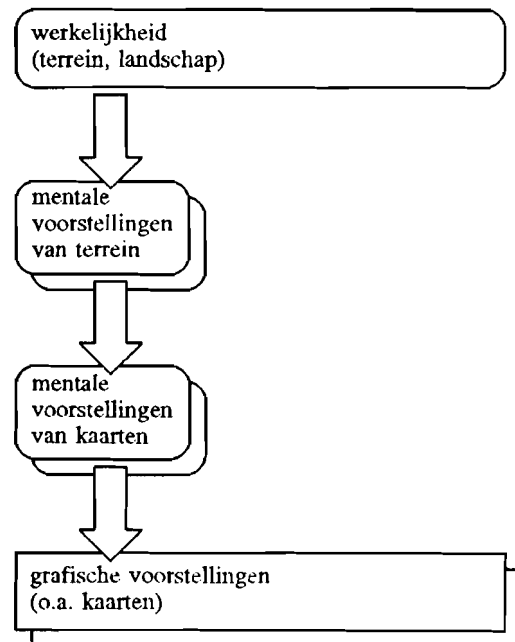 werkelijkheid
(terrein, landschap)
mentale
voorstellingen
van terrein
mentale
voorstellingen
van kaarten
grafische voorstellingen
(o.a. kaarten)